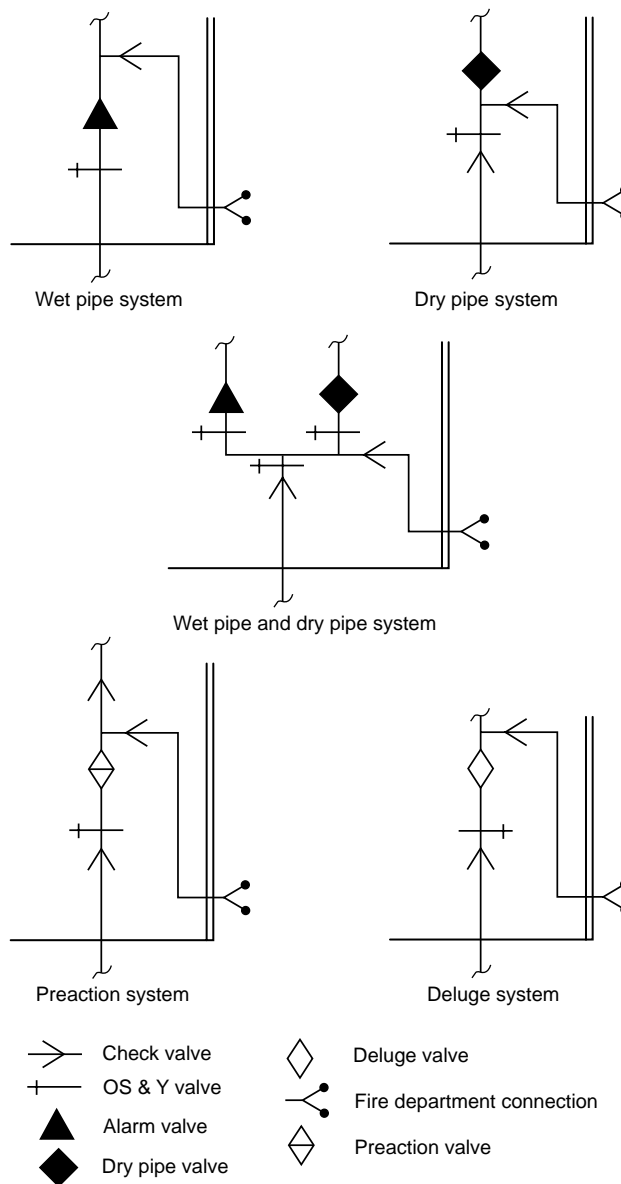 Wet pipe system
Dry pipe system
Wet pipe and dry pipe system
Preaction system
Deluge system
Check valve
OS & Y valve
Alarm valve
Dry pipe valve
Deluge valve
Fire department connection
Preaction valve